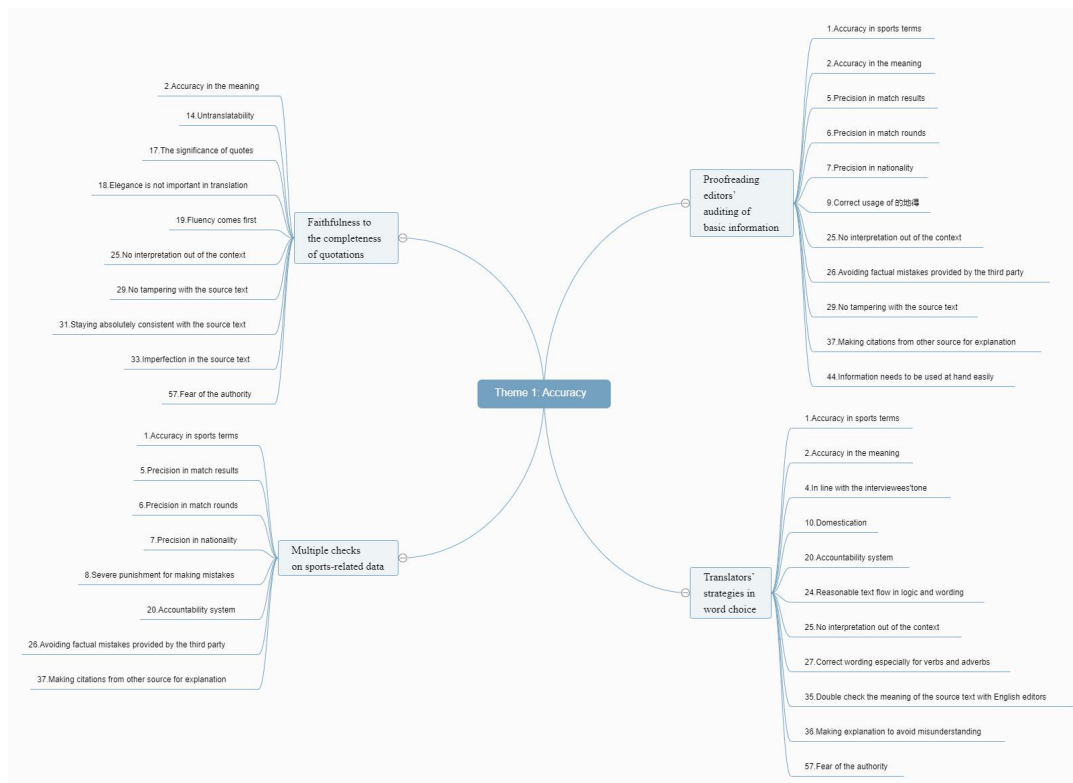 Theme 1: Accuracy
Faithfulness to
the completeness
of quotations
2.Accuracy in the meaning
14.Untranslatability
17.The significance of quotes
18.Elegance is not important in translation
19.Fluency comes first
25.No interpretation out of the context
29.No tampering with the source text
31.Staying absolutely consistent with the source text
33.Imperfection in the source text
57.Fear of the authority
Multiple checks
on sports-related data
1.Accuracy in sports terms
5.Precision in match results
6.Precision in match rounds
7.Precision in nationality
8.Severe punishment for making mistakes
20.Accountability system
26.Avoiding factual mistakes provided by the third party
37.Making citations from other source for explanation
Proofreading
editors’
auditing of
basic information
1.Accuracy in sports terms
2.Accuracy in the meaning
5.Precision in match results
6.Precision in match rounds
7.Precision in nationality
9.Correct usage of 的地得
25.No interpretation out of the context
26.Avoiding factual mistakes provided by the third party
29.No tampering with the source text
37.Making citations from other source for explanation
44.Information needs to be used at hand easily
Translators’
strategies in
word choice
1.Accuracy in sports terms
2.Accuracy in the meaning
4.In line with the interviewees'tone
10.Domestication
20.Accountability system
24.Reasonable text flow in logic and wording
25.No interpretation out of the context
27.Correct wording especially for verbs and adverbs
35.Double check the meaning of the source text with English editors
36.Making explanation to avoid misunderstanding
57.Fear of the authority